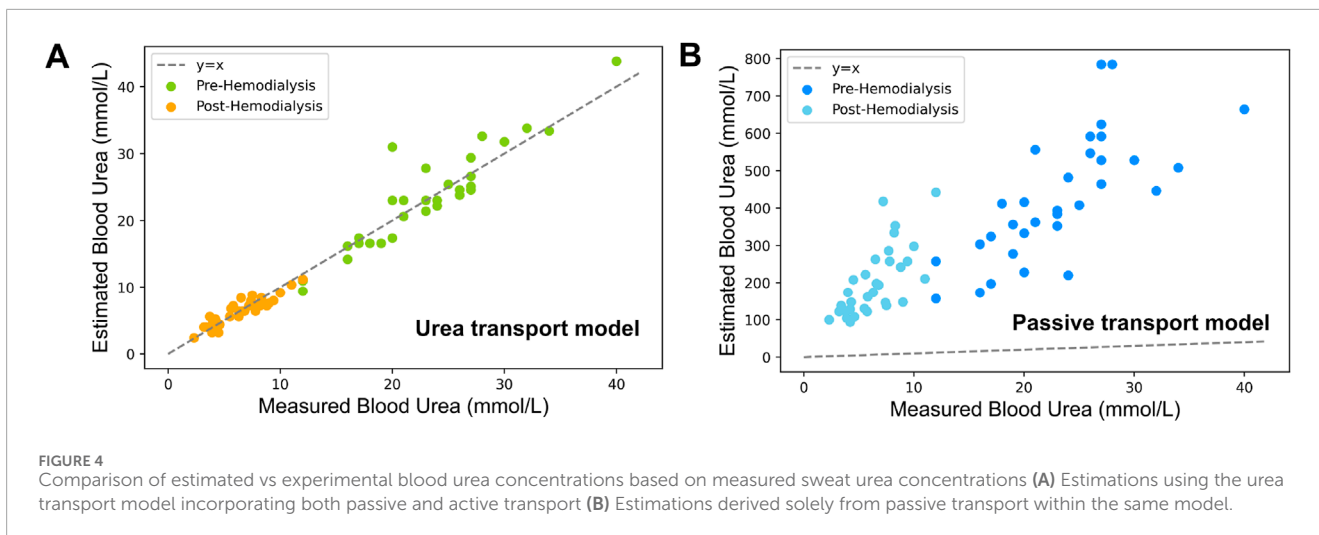 A
y=x
Pre-Hemodialysis
Post-Hemodialysis
Estimated Blood Urea (mmol/L)
40
30
20
10
0
Urea transport model
0 10 20 30 40
Measured Blood Urea (mmol/L)
B
y=x
Pre-Hemodialysis
Post-Hemodialysis
Estimated Blood Urea (mmol/L)
800
700
600
500
400
300
200
100
0
Passive transport model
0 10 20 30 40
Measured Blood Urea (mmol/L)
FIGURE 4
Comparison of estimated vs experimental blood urea concentrations based on measured sweat urea concentrations (A) Estimations using the urea
transport model incorporating both passive and active transport (B) Estimations derived solely from passive transport within the same model.